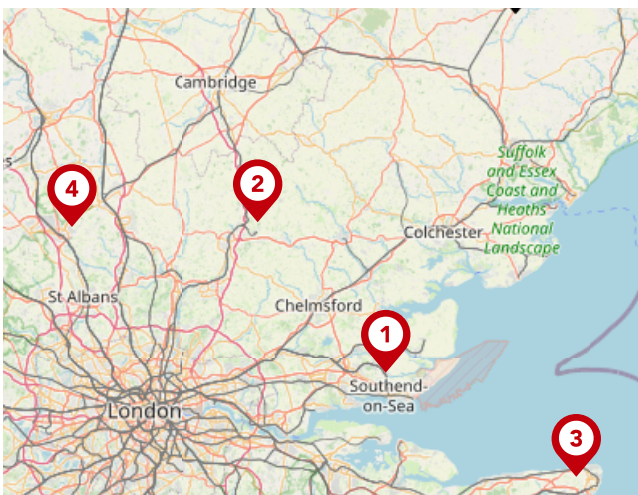 Cambridge
s
4
2
Suffolk
and Essex
Coast and
Heaths
National
Landscape
Colchester
St Albans
Chelmsford
1
Southend-
on-Sea
London
3